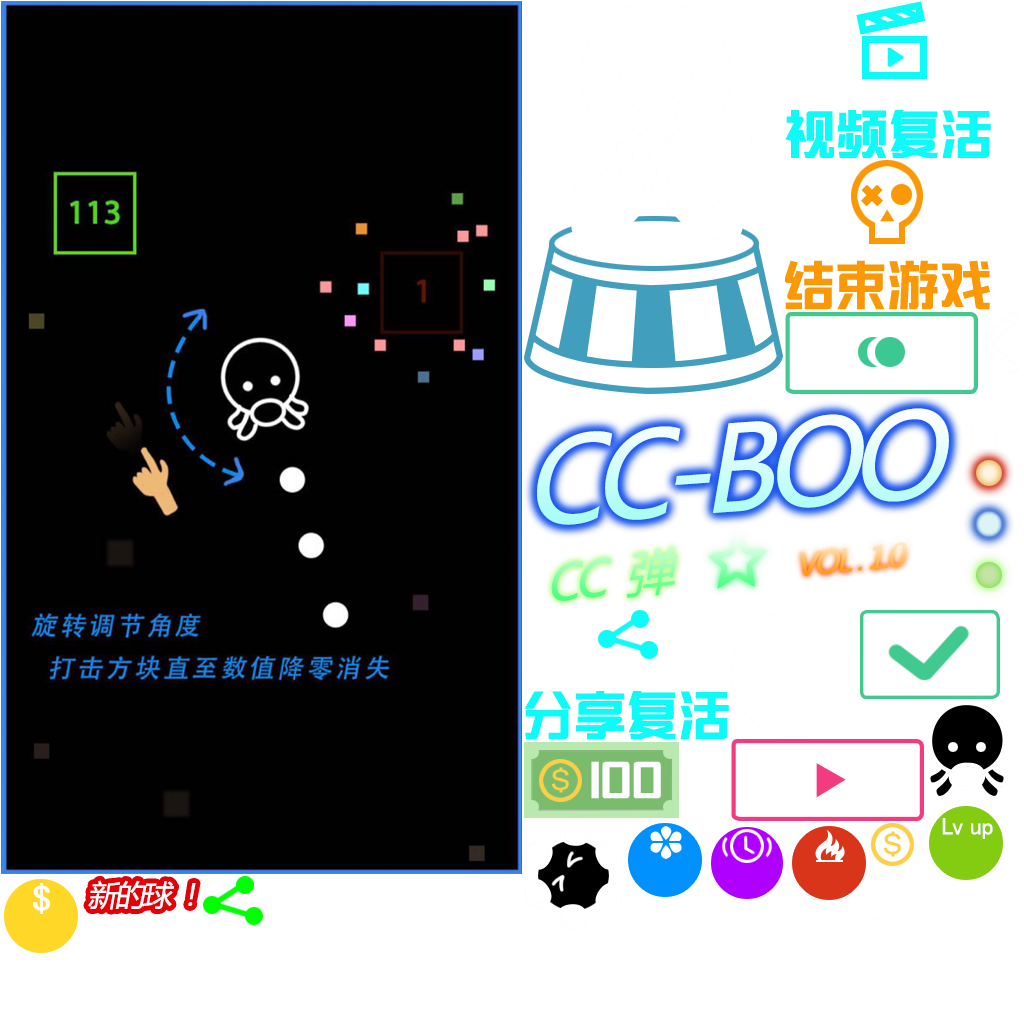 113
1
旋转调节角度
打击方块直至数值降零消失
视频复活
结束游戏
CC-BOO
CC 弹
VOL.1.0
分享复活
$ 100
$
Lv up
$
新的球！